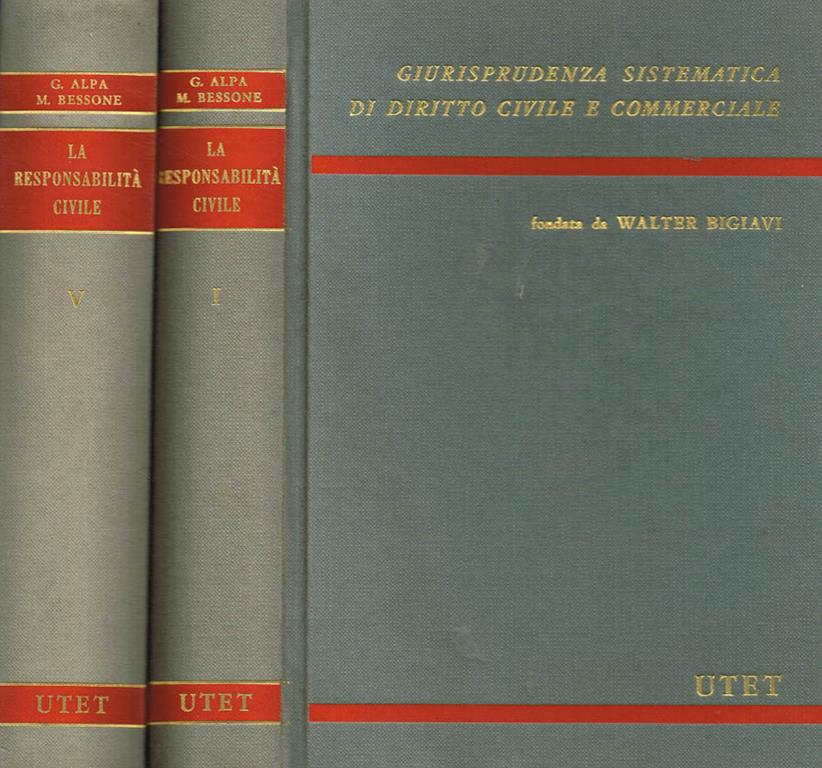 G. ALPA
M. BESSONE
LA
RESPONSABILITÀ
CIVILE
V
UTET
G. ALPA
M. BESSONE
LA
RESPONSABILITÀ
CIVILE
I
UTET
GIURISPRUDENZA SISTEMATICA
DI DIRITTO CIVILE E COMMERCIALE
fondata da WALTER BIGIAVI
UTET